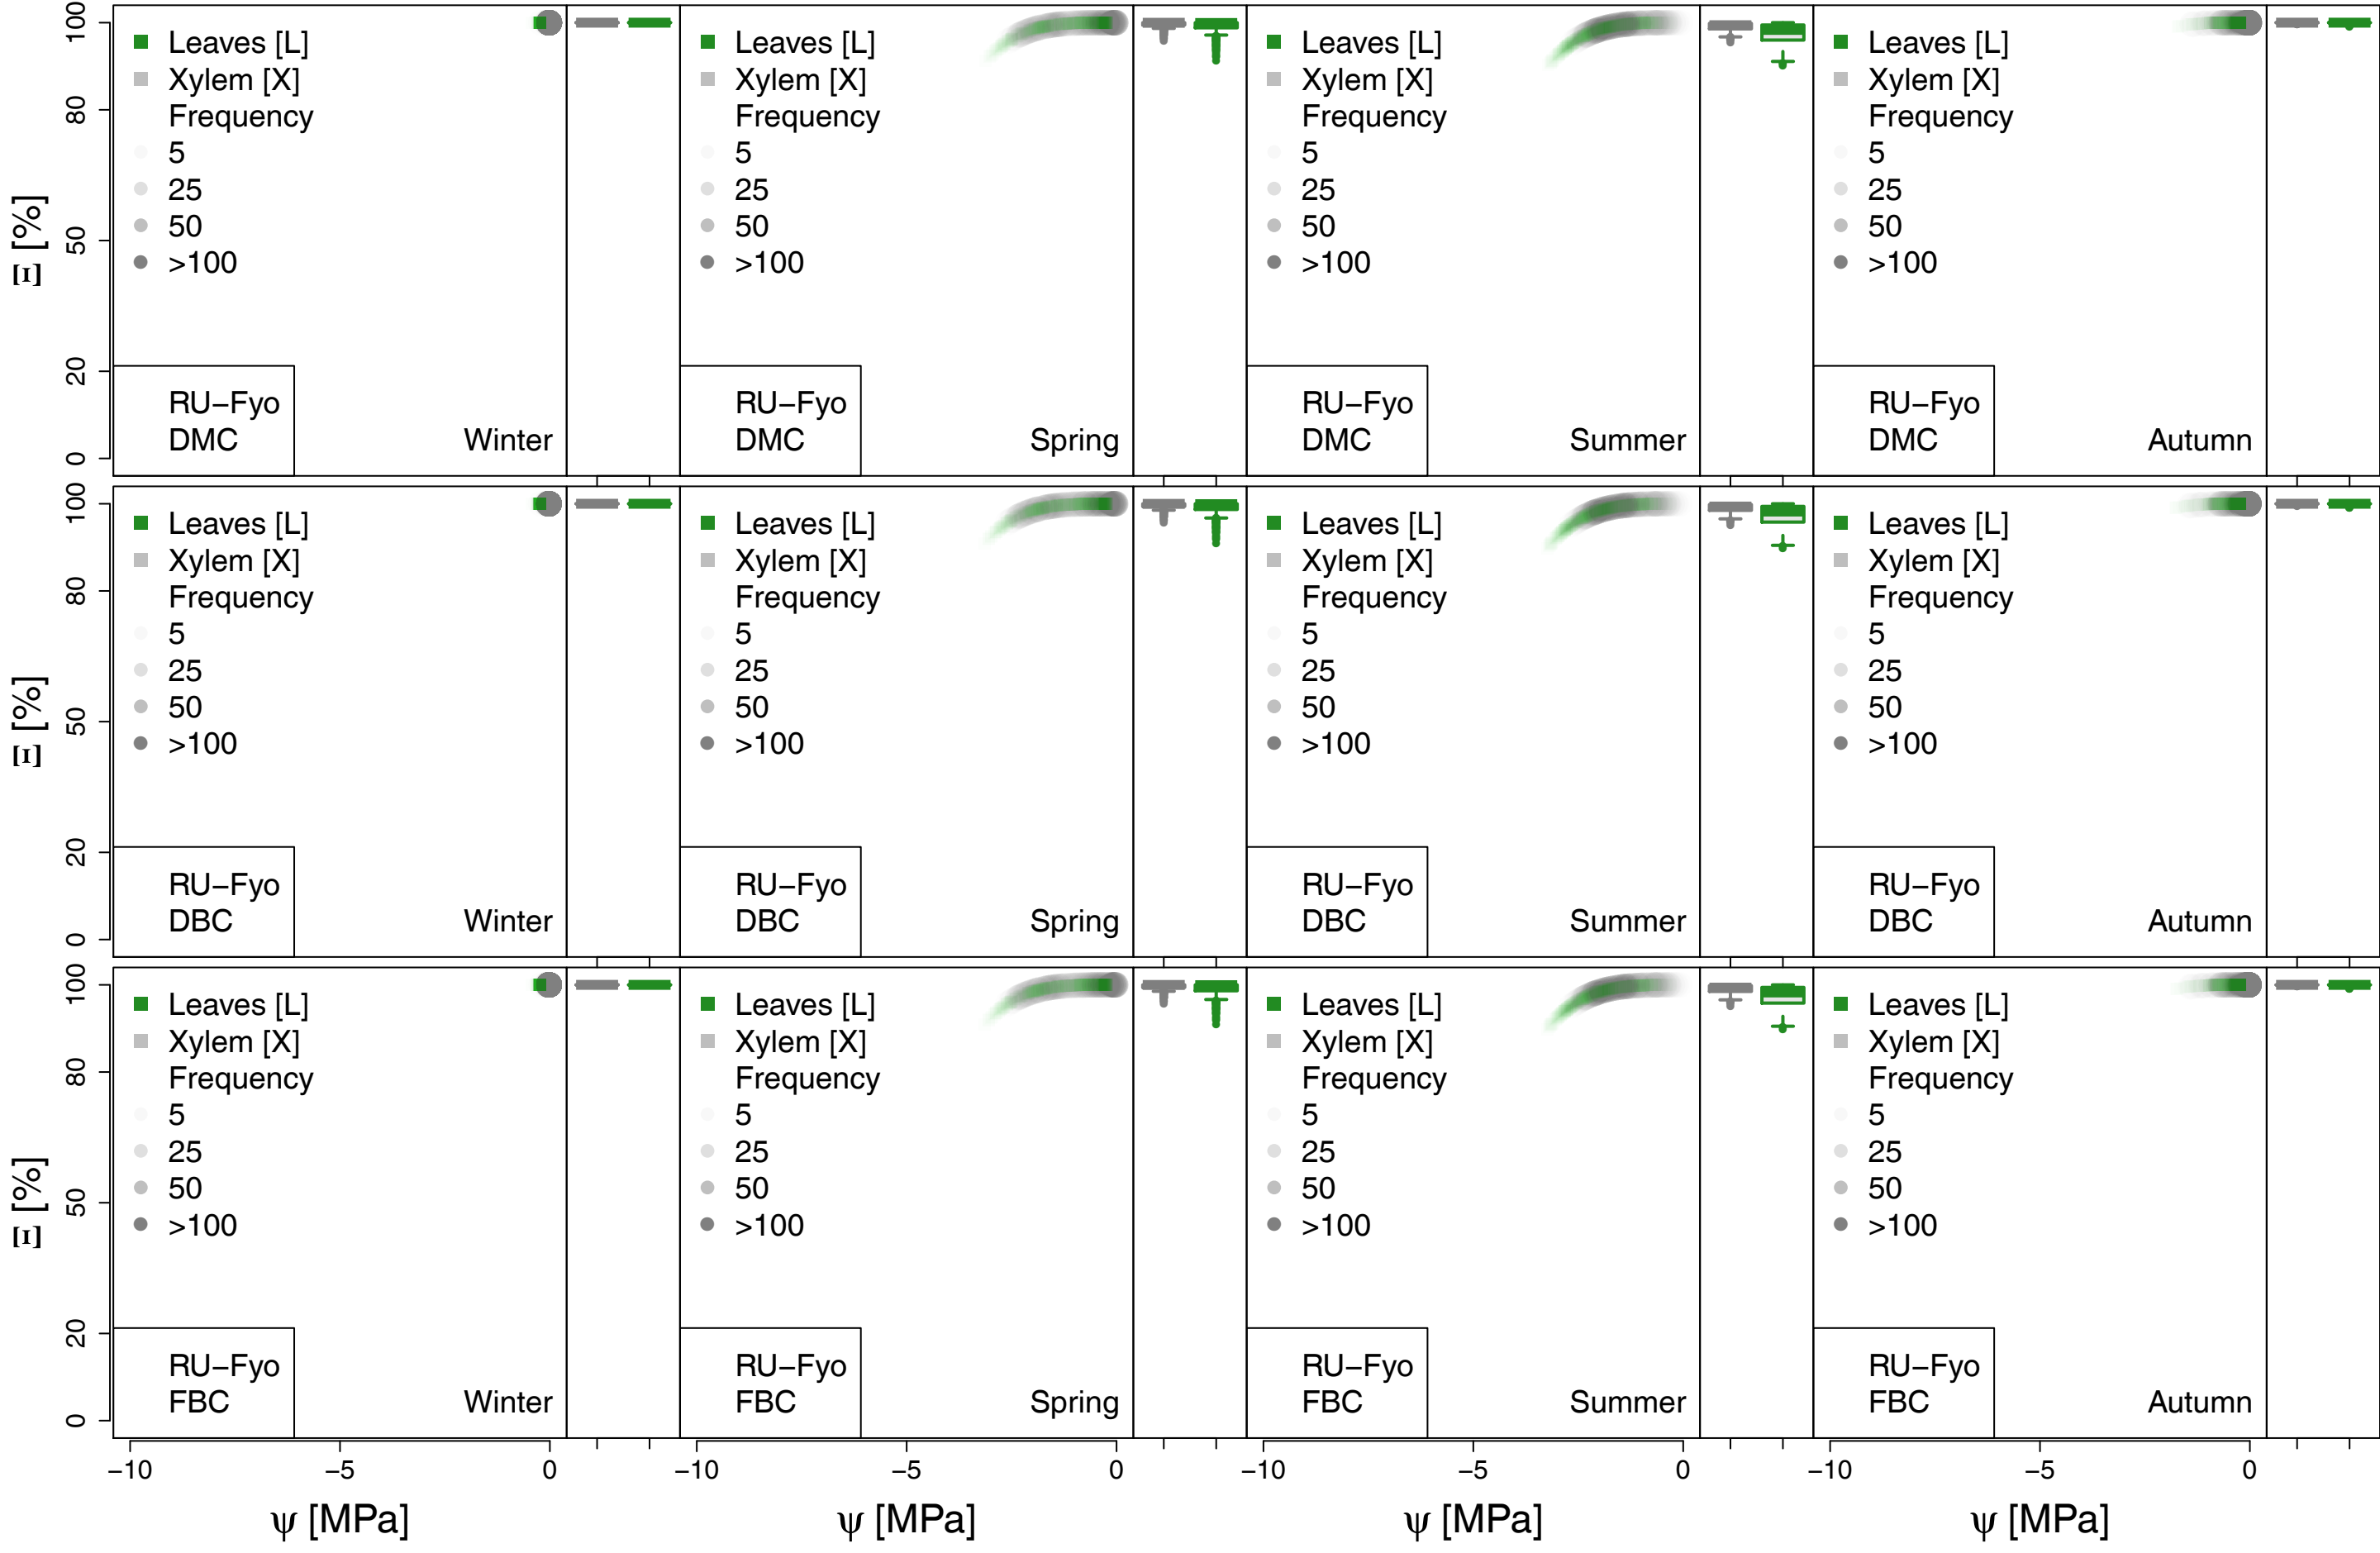 Ξ [%]
100
80
50
20
0
Leaves [L]
Xylem [X]
Frequency
5
25
50
>100
RU−Fyo
DMC
Winter
Leaves [L]
Xylem [X]
Frequency
5
25
50
>100
RU−Fyo
DMC
Spring
Leaves [L]
Xylem [X]
Frequency
5
25
50
>100
RU−Fyo
DMC
Summer
Leaves [L]
Xylem [X]
Frequency
5
25
50
>100
RU−Fyo
DMC
Autumn
Ξ [%]
100
80
50
20
0
Leaves [L]
Xylem [X]
Frequency
5
25
50
>100
RU−Fyo
DBC
Winter
Leaves [L]
Xylem [X]
Frequency
5
25
50
>100
RU−Fyo
DBC
Spring
Leaves [L]
Xylem [X]
Frequency
5
25
50
>100
RU−Fyo
DBC
Summer
Leaves [L]
Xylem [X]
Frequency
5
25
50
>100
RU−Fyo
DBC
Autumn
Ξ [%]
100
80
50
20
0
Leaves [L]
Xylem [X]
Frequency
5
25
50
>100
RU−Fyo
FBC
Winter
Leaves [L]
Xylem [X]
Frequency
5
25
50
>100
RU−Fyo
FBC
Spring
Leaves [L]
Xylem [X]
Frequency
5
25
50
>100
RU−Fyo
FBC
Summer
Leaves [L]
Xylem [X]
Frequency
5
25
50
>100
RU−Fyo
FBC
Autumn
−10 −5 0 −10 −5 0 −10 −5 0 −10 −5 0
ψ [MPa] ψ [MPa] ψ [MPa] ψ [MPa]